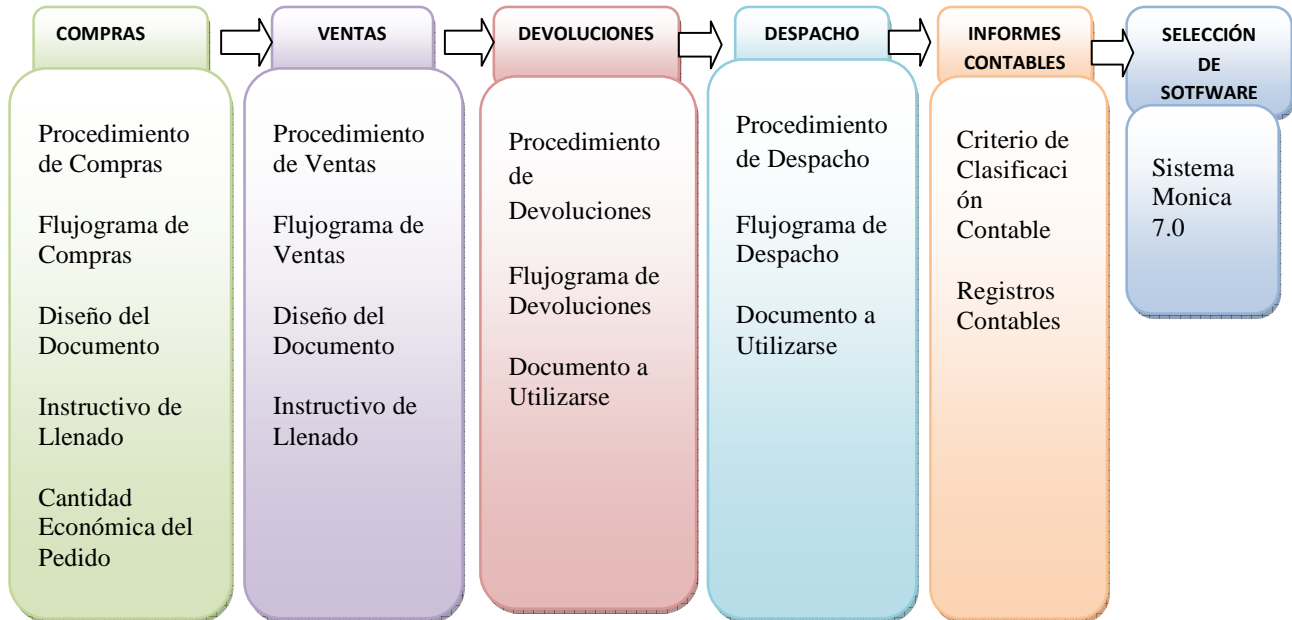 COMPRAS
Procedimiento
de Compras
Flujograma de
Compras
Diseño del
Documento
Instructivo de
Llenado
Cantidad
Económica del
Pedido
VENTAS
Procedimiento
de Ventas
Flujograma de
Ventas
Diseño del
Documento
Instructivo de
Llenado
DEVOLUCIONES
Procedimiento
de
Devoluciones
Flujograma de
Devoluciones
Documento a
Utilizarse
DESPACHO
Procedimiento
de Despacho
Flujograma de
Despacho
Documento a
Utilizarse
INFORMES
CONTABLES
Criterio de
Clasificaci
ón
Contable
Registros
Contables
SELECCIÓN
DE
SOTFWARE
Sistema
Monica
7.0